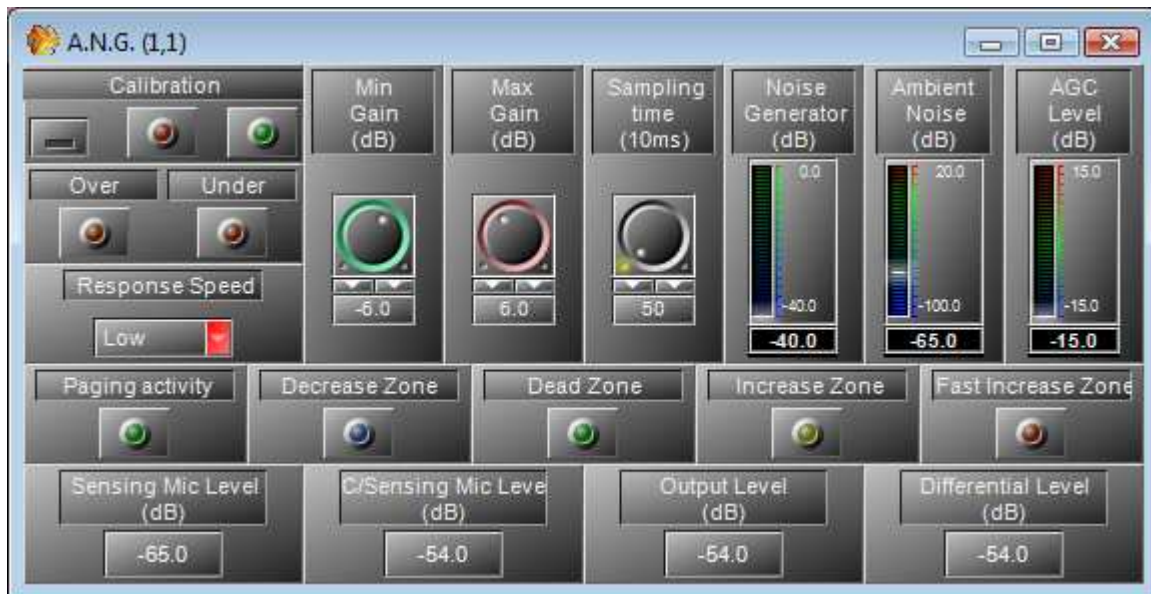 A.N.G. (1,1)
Calibration
Over
Under
Response Speed
Low
Min
Gain
(dB)
-6.0
Max
Gain
(dB)
6.0
Sampling
time
(10ms)
50
Noise
Generator
(dB)
0.0
-40.0
-40.0
Ambient
Noise
(dB)
20.0
-100.0
-65.0
AGC
Level
(dB)
15.0
-15.0
-15.0
Paging activity
Decrease Zone
Dead Zone
Increase Zone
Fast Increase Zone
Sensing Mic Level
(dB)
-65.0
C/Sensing Mic Leve
(dB)
-54.0
Output Level
(dB)
-54.0
Differential Level
(dB)
-54.0